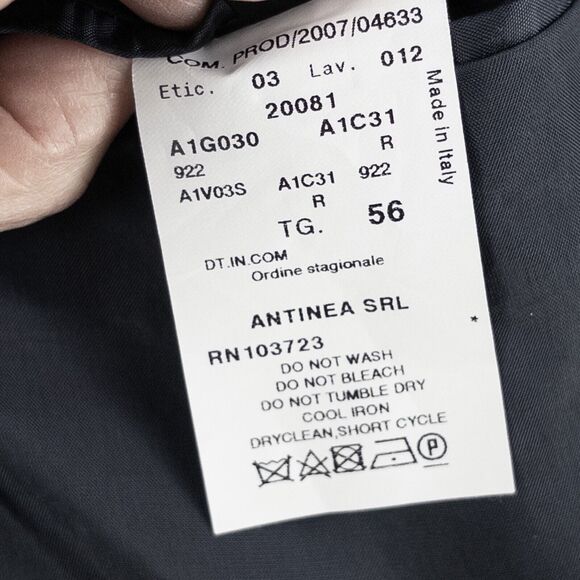 COM. PROD/2007/04633
Etic. 03 Lav. 012
20081
A1G030 A1C31
922 R
A1V03S A1C31 922
R
TG. 56
DT.IN.COM
Ordine stagionale
ANTINEA SRL
*
RN103723
DO NOT WASH
DO NOT BLEACH
DO NOT TUMBLE DRY
COOL IRON
DRYCLEAN,SHORT CYCLE
P
Made in Italy